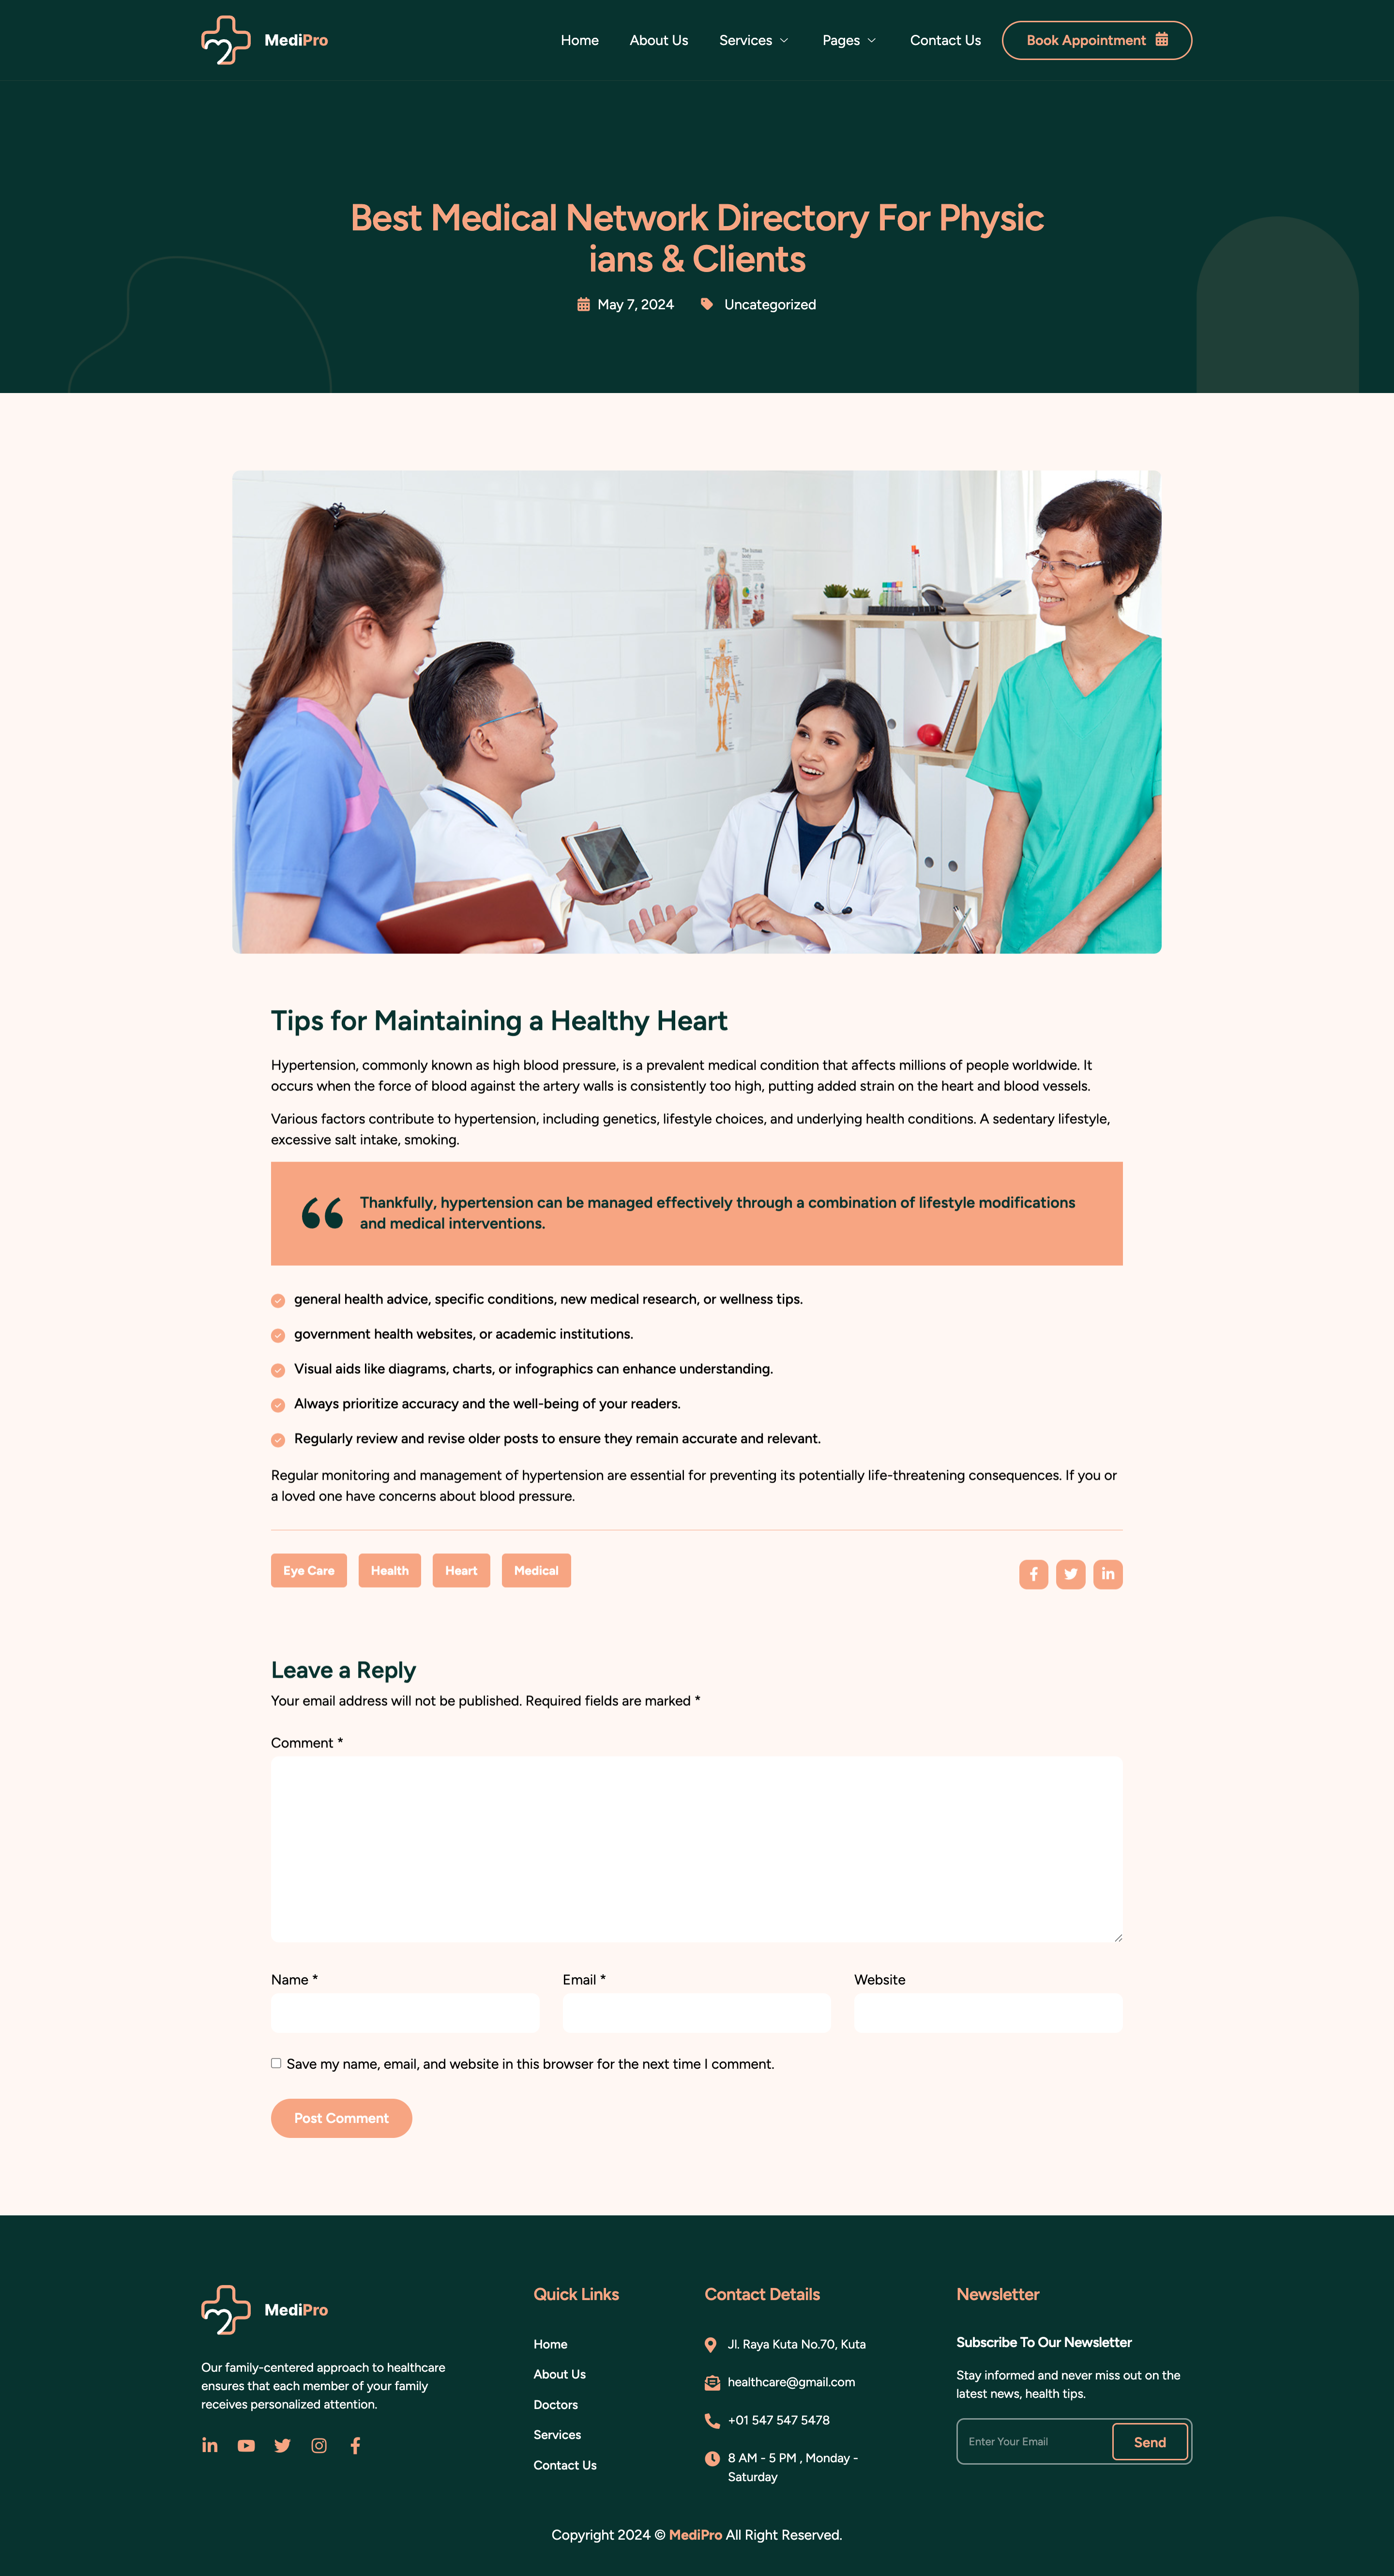 MediPro
Home
About Us
Services
Pages
Contact Us
Book Appointment
Best Medical Network Directory For Physic
ians & Clients
May 7, 2024
Uncategorized
Tips for Maintaining a Healthy Heart
Hypertension, commonly known as high blood pressure, is a prevalent medical condition that affects millions of people worldwide. It
occurs when the force of blood against the artery walls is consistently too high, putting added strain on the heart and blood vessels.
Various factors contribute to hypertension, including genetics, lifestyle choices, and underlying health conditions. A sedentary lifestyle,
excessive salt intake, smoking.
Thankfully, hypertension can be managed effectively through a combination of lifestyle modifications
and medical interventions.
general health advice, specific conditions, new medical research, or wellness tips.
government health websites, or academic institutions.
Visual aids like diagrams, charts, or infographics can enhance understanding.
Always prioritize accuracy and the well-being of your readers.
Regularly review and revise older posts to ensure they remain accurate and relevant.
Regular monitoring and management of hypertension are essential for preventing its potentially life-threatening consequences. If you or
a loved one have concerns about blood pressure.
Eye Care
Health
Heart
Medical
Leave a Reply
Your email address will not be published. Required fields are marked *
Comment *
Name *
Email *
Website
Save my name, email, and website in this browser for the next time I comment.
Post Comment
MediPro
Our family-centered approach to healthcare
ensures that each member of your family
receives personalized attention.
Quick Links
Home
About Us
Doctors
Services
Contact Us
Contact Details
Jl. Raya Kuta No.70, Kuta
healthcare@gmail.com
+01 547 547 5478
8 AM - 5 PM , Monday -
Saturday
Newsletter
Subscribe To Our Newsletter
Stay informed and never miss out on the
latest news, health tips.
Enter Your Email
Send
Copyright 2024 © MediPro All Right Reserved.